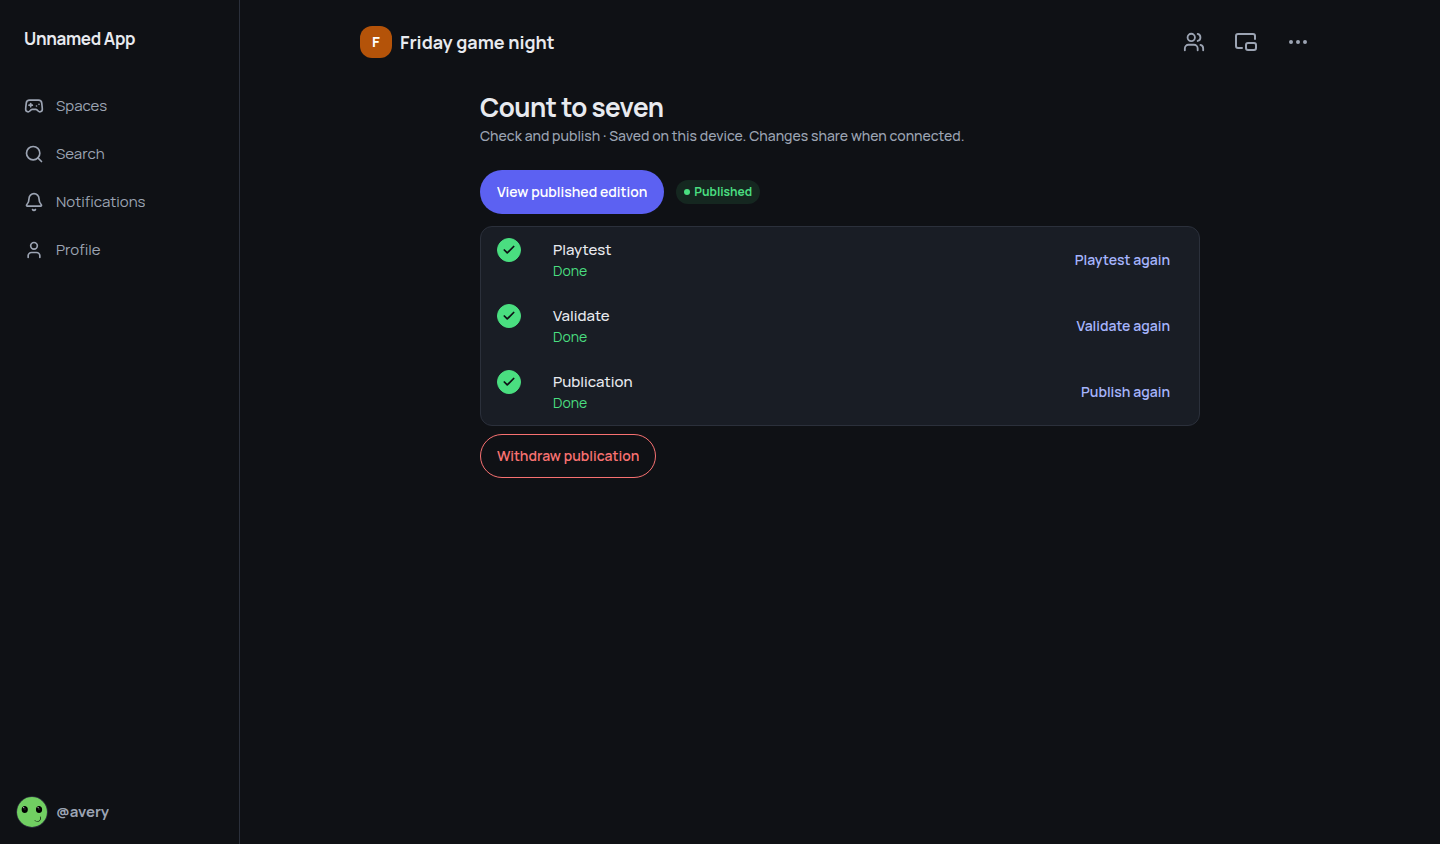 Unnamed App
Spaces
Search
Notifications
Profile
@avery
F
Friday game night
Count to seven
Check and publish · Saved on this device. Changes share when connected.
View published edition
Published
Playtest
Done
Playtest again
Validate
Done
Validate again
Publication
Done
Publish again
Withdraw publication